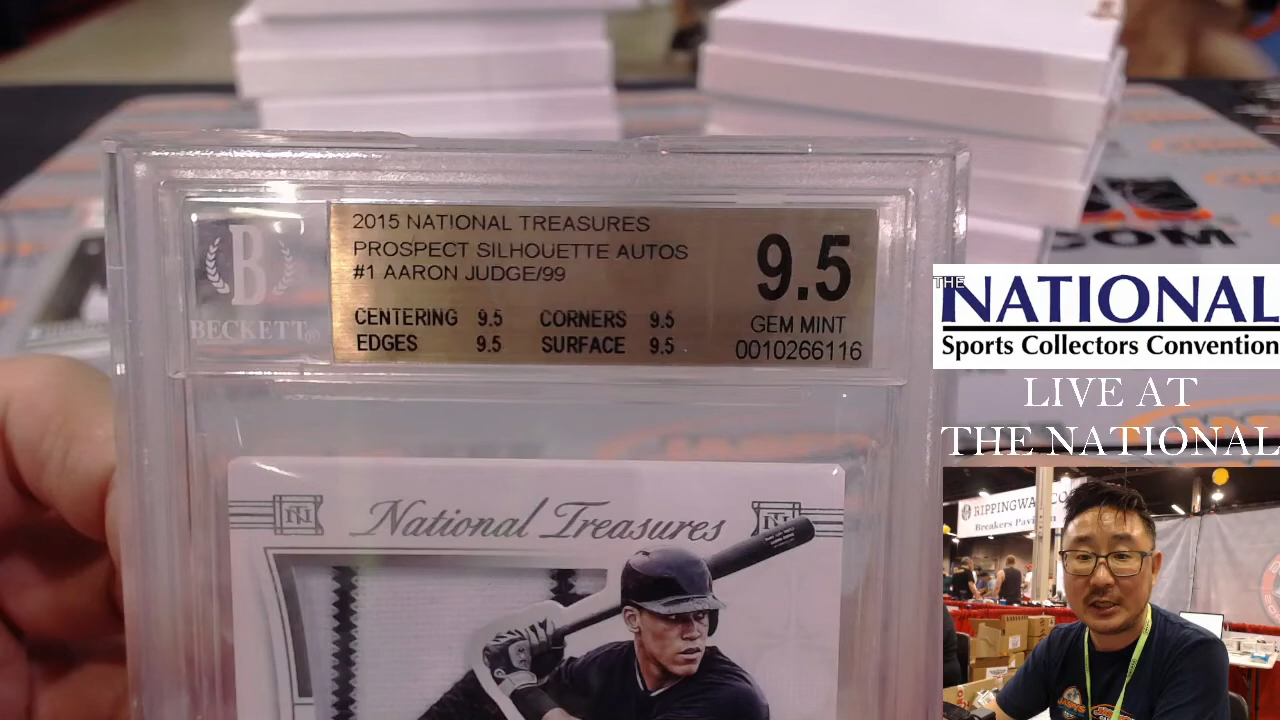 2015 NATIONAL TREASURES
PROSPECT SILHOUETTE AUTOS
#1 AARON JUDGE/99
9.5
CENTERING 9.5 CORNERS 9.5
EDGES 9.5 SURFACE 9.5
GEM MINT
0010266116
B
BECKETT
National Treasures
NT
COM
THE
NATIONAL
Sports Collectors Convention
LIVE AT
THE NATIONAL